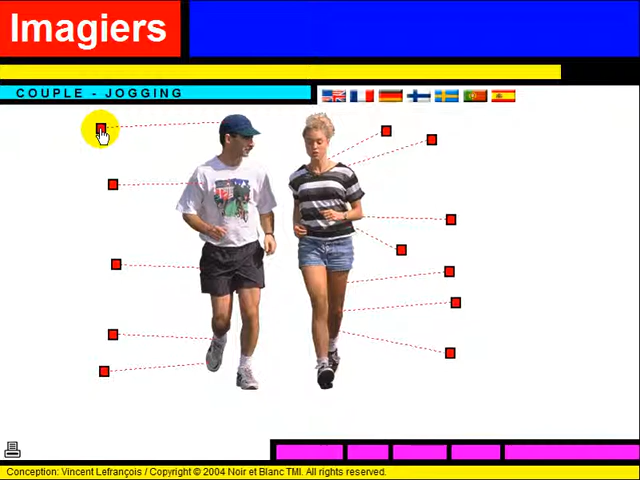 Imagiers
COUPLE - JOGGING
Conception: Vincent Lefrançois / Copyright © 2004 Noir et Blanc TMI. All rights reserved.